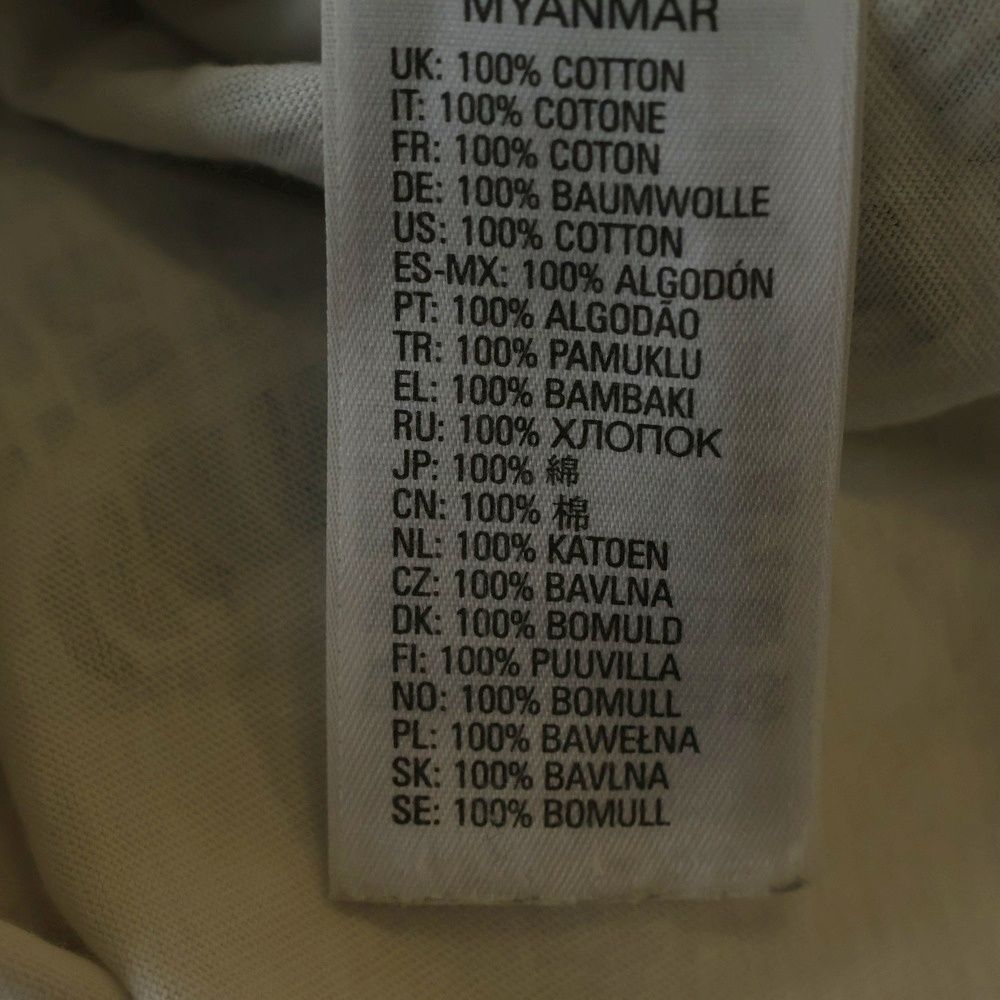 MYANMAR
UK: 100% COTTON
IT: 100% COTONE
FR: 100% COTON
DE: 100% BAUMWOLLE
US: 100% COTTON
ES-MX: 100% ALGODÓN
PT: 100% ALGODÃO
TR: 100% PAMUKLU
EL: 100% BAMBAKI
RU: 100% ХЛОПОК
JP: 100% 綿
CN: 100% 棉
NL: 100% KATOEN
CZ: 100% BAVLNA
DK: 100% BOMULD
FI: 100% PUUVILLA
NO: 100% BOMULL
PL: 100% BAWEŁNA
SK: 100% BAVLNA
SE: 100% BOMULL